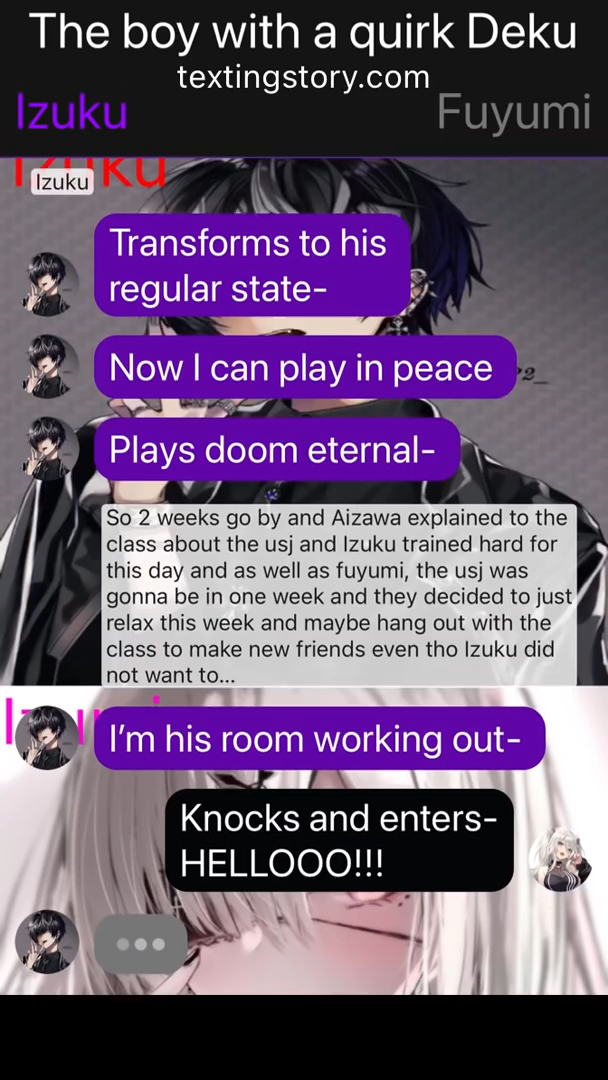 The boy with a quirk Deku
textingstory.com
Izuku
Fuyumi
Izuku
Izuku
Transforms to his
regular state-
Now I can play in peace
Plays doom eternal-
So 2 weeks go by and Aizawa explained to the
class about the usj and Izuku trained hard for
this day and as well as fuyumi, the usj was
gonna be in one week and they decided to just
relax this week and maybe hang out with the
class to make new friends even tho Izuku did
not want to...
I'm his room working out-
Knocks and enters-
HELLOOO!!!